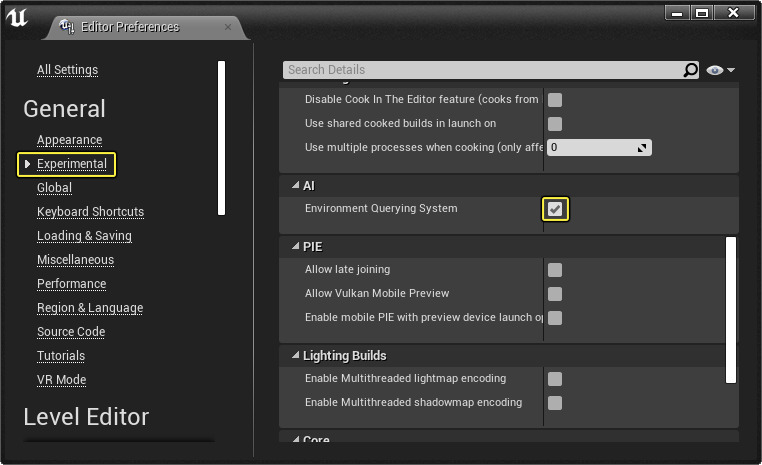 Editor Preferences
All Settings
General
Appearance
Experimental
Global
Keyboard Shortcuts
Loading & Saving
Miscellaneous
Performance
Region & Language
Source Code
Tutorials
VR Mode
Level Editor
Search Details
Disable Cook In The Editor feature (cooks from
Use shared cooked builds in launch on
Use multiple processes when cooking (only affe 0
AI
Environment Querying System
PIE
Allow late joining
Allow Vulkan Mobile Preview
Enable mobile PIE with preview device launch op
Lighting Builds
Enable Multithreaded lightmap encoding
Enable Multithreaded shadowmap encoding
Core